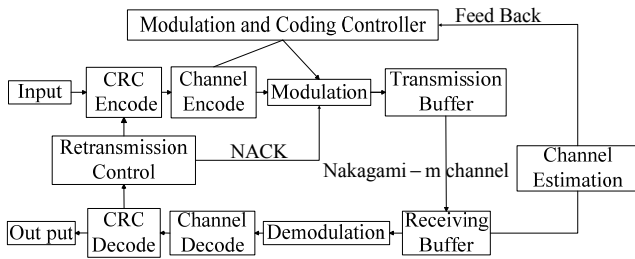 Modulation and Coding Controller
Feed Back
Input
CRC
Encode
Channel
Encode
Modulation
Transmission
Buffer
Retransmission
Control
NACK
Nakagami – m channel
Channel
Estimation
Out put
CRC
Decode
Channel
Decode
Demodulation
Receiving
Buffer